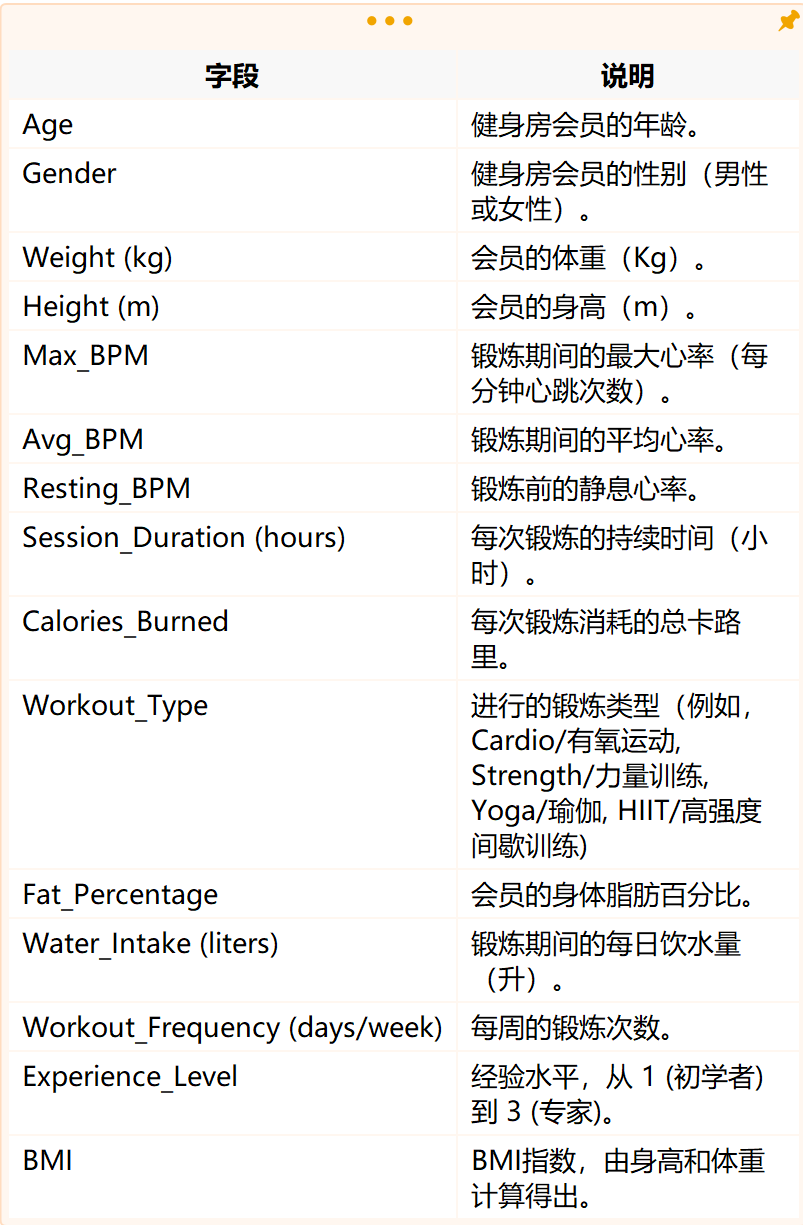 字段 说明
Age 健身房会员的年龄。
Gender 健身房会员的性别（男性
或女性）。
Weight (kg) 会员的体重（Kg）。
Height (m) 会员的身高（m）。
Max_BPM 锻炼期间的最大心率（每
分钟心跳次数）。
Avg_BPM 锻炼期间的平均心率。
Resting_BPM 锻炼前的静息心率。
Session_Duration (hours) 每次锻炼的持续时间（小
时）。
Calories_Burned 每次锻炼消耗的总卡路
里。
Workout_Type 进行的锻炼类型（例如，
Cardio/有氧运动,
Strength/力量训练,
Yoga/瑜伽, HIIT/高强度
间歇训练)
Fat_Percentage 会员的身体脂肪百分比。
Water_Intake (liters) 锻炼期间的每日饮水量
（升）。
Workout_Frequency (days/week) 每周的锻炼次数。
Experience_Level 经验水平，从 1 (初学者)
到 3 (专家)。
BMI BMI指数，由身高和体重
计算得出。